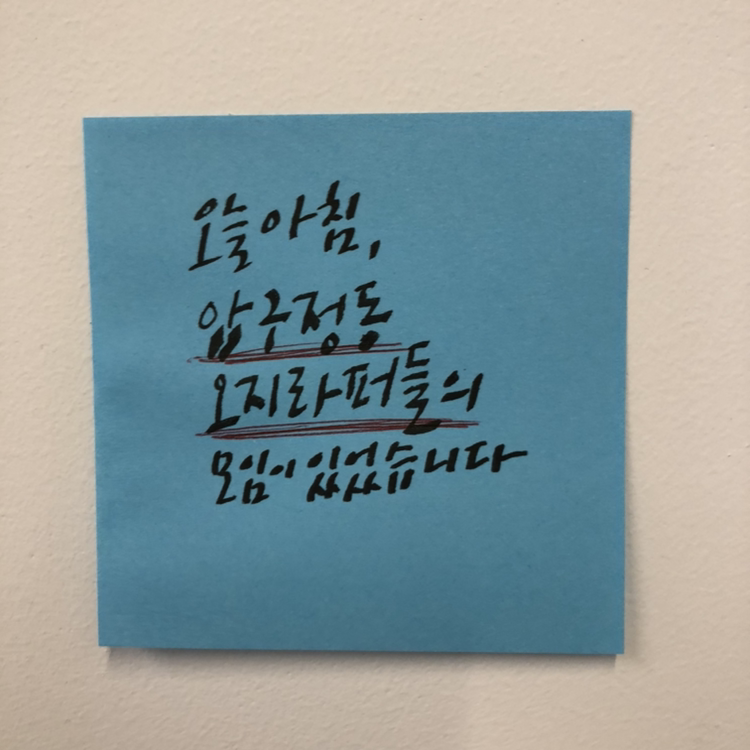 오늘 아침,
압구정동
오지라퍼들의
모임이 있었습니다